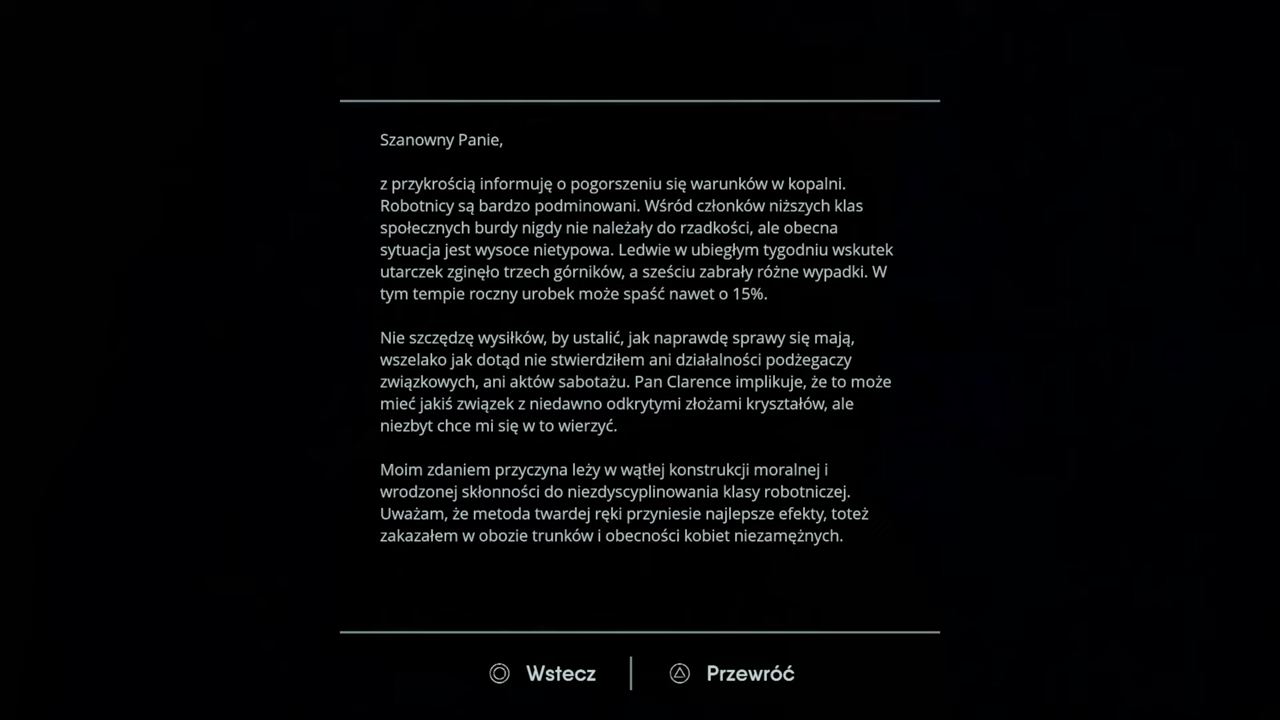 Szanowny Panie,
z przykrością informuję o pogorszeniu się warunków w kopalni.
Robotnicy są bardzo podminowani. Wśród członków niższych klas
społecznych burdy nigdy nie należały do rzadkości, ale obecna
sytuacja jest wysoce nietypowa. Ledwie w ubiegłym tygodniu wskutek
utarczek zginęło trzech górników, a sześciu zabrały różne wypadki. W
tym tempie roczny urobek może spaść nawet o 15%.
Nie szczędzę wysiłków, by ustalić, jak naprawdę sprawy się mają,
wszelako jak dotąd nie stwierdziłem ani działalności podżegaczy
związkowych, ani aktów sabotażu. Pan Clarence implikuje, że to może
mieć jakiś związek z niedawno odkrytymi złożami kryształów, ale
niezbyt chce mi się w to wierzyć.
Moim zdaniem przyczyna leży w wątłej konstrukcji moralnej i
wrodzonej skłonności do niezdyscyplinowania klasy robotniczej.
Uważam, że metoda twardej ręki przyniesie najlepsze efekty, toteż
zakazałem w obozie trunków i obecności kobiet niezamężnych.
Wstecz | Przewróć